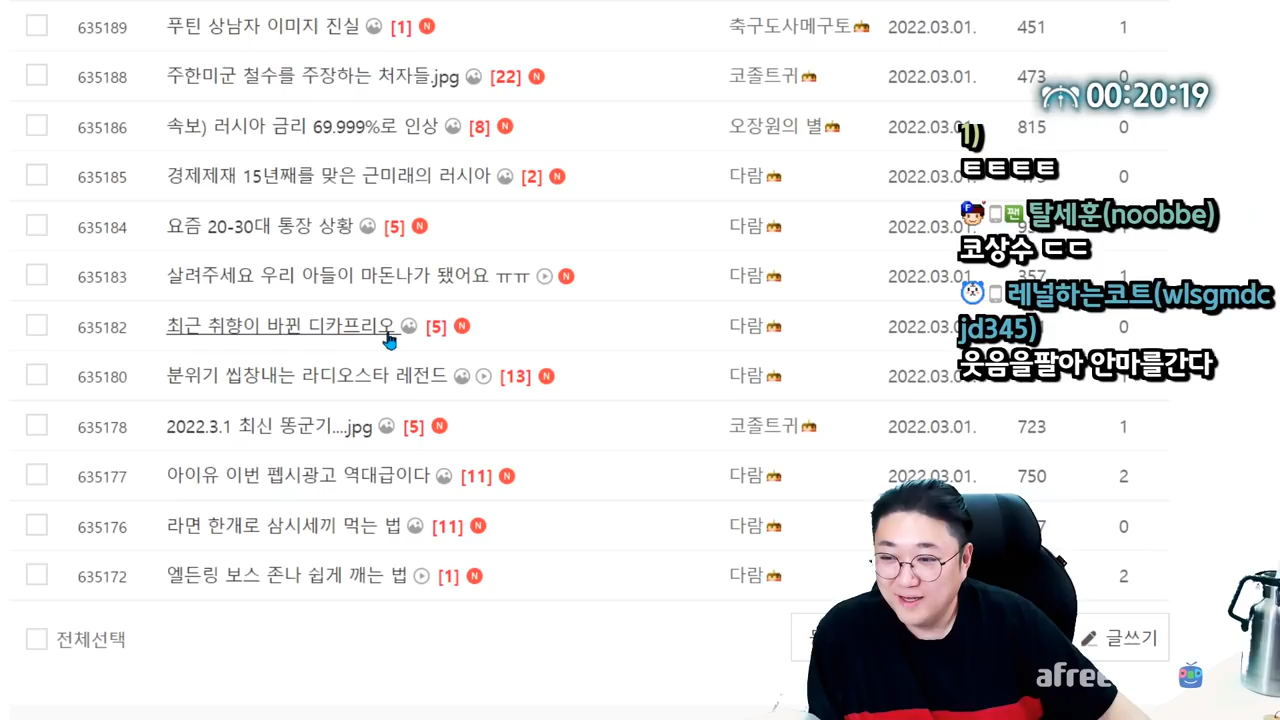 635189 푸틴 상남자 이미지 진실 [1] N 축구도사메구토 2022.03.01. 451 1
635188 주한미군 철수를 주장하는 처자들.jpg [22] N 코졸트귀 2022.03.01. 473 0
00:20:19
635186 속보) 러시아 금리 69.999%로 인상 [8] N 오장원의 별 2022.03.01. 815 0
1)
ㅌㅌㅌㅌ
635185 경제제재 15년째를 맞은 근미래의 러시아 [2] N 다람 2022.03.01. 0
635184 요즘 20-30대 통장 상황 [5] N 다람 2022.03.01.
F 팬 탈세훈(noobbe)
코상수 ㄷㄷ
635183 살려주세요 우리 아들이 마돈나가 됐어요 ㅠㅠ N 다람 2022.03.01. 357 1
레널하는코트(wlsgmdc
jd345)
웃음을팔아 안마를간다
635182 최근 취향이 바뀐 디카프리오 [5] N 다람 2022.03.01. 0
635180 분위기 씹창내는 라디오스타 레전드 [13] N 다람 2022.03.01.
635178 2022.3.1 최신 똥군기....jpg [5] N 코졸트귀 2022.03.01. 723 1
635177 아이유 이번 펩시광고 역대급이다 [11] N 다람 2022.03.01. 750 2
635176 라면 한개로 삼시세끼 먹는 법 [11] N 다람 0
635172 엘든링 보스 존나 쉽게 깨는 법 [1] N 다람 2
전체선택 글쓰기
afree